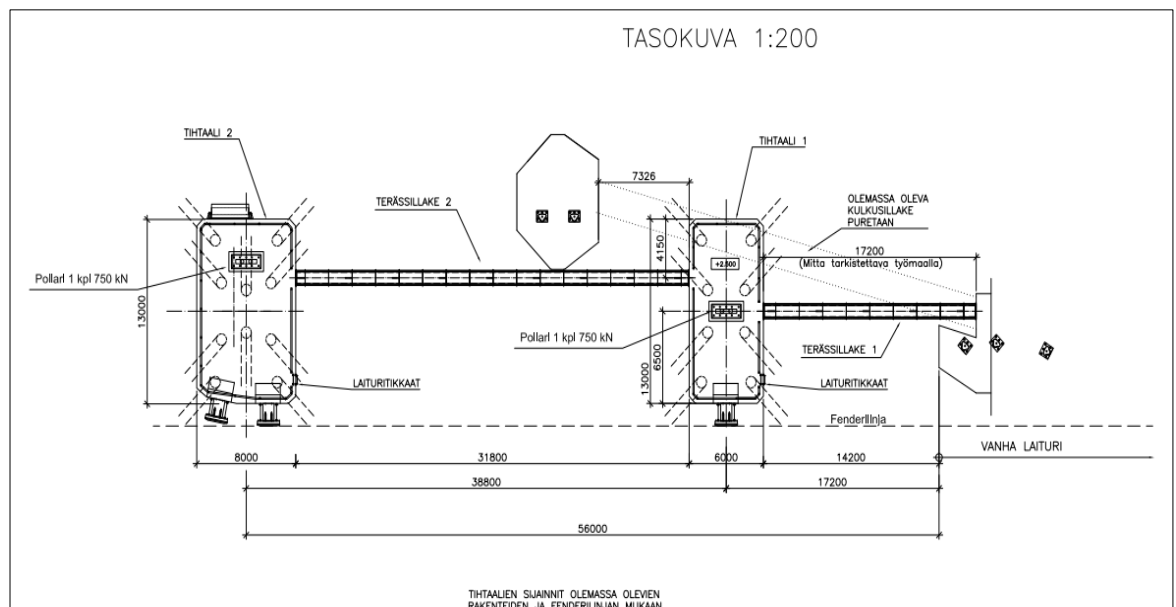 TASOKUVA 1:200
TIHTAALI 2
TIHTAALI 1
7326
TERÄSSILLAKE 2
OLEMASSA OLEVA
KULKUSILLAKE
PURETAAN
4150
17200
(Mitta tarkistettava työmaalla)
+2.500
Pollari 1 kpl 750 kN
13000
Pollari 1 kpl 750 kN
6500
13000
TERÄSSILLAKE 1
LAITURITIKKAAT
LAITURITIKKAAT
Fenderilinja
VANHA LAITURI
8000
31800
6000
14200
38800
17200
56000
TIHTAALIEN SIJAINNIT OLEMASSA OLEVIEN
RAKENTEIDEN JA FENDERILINJAN MUKAAN